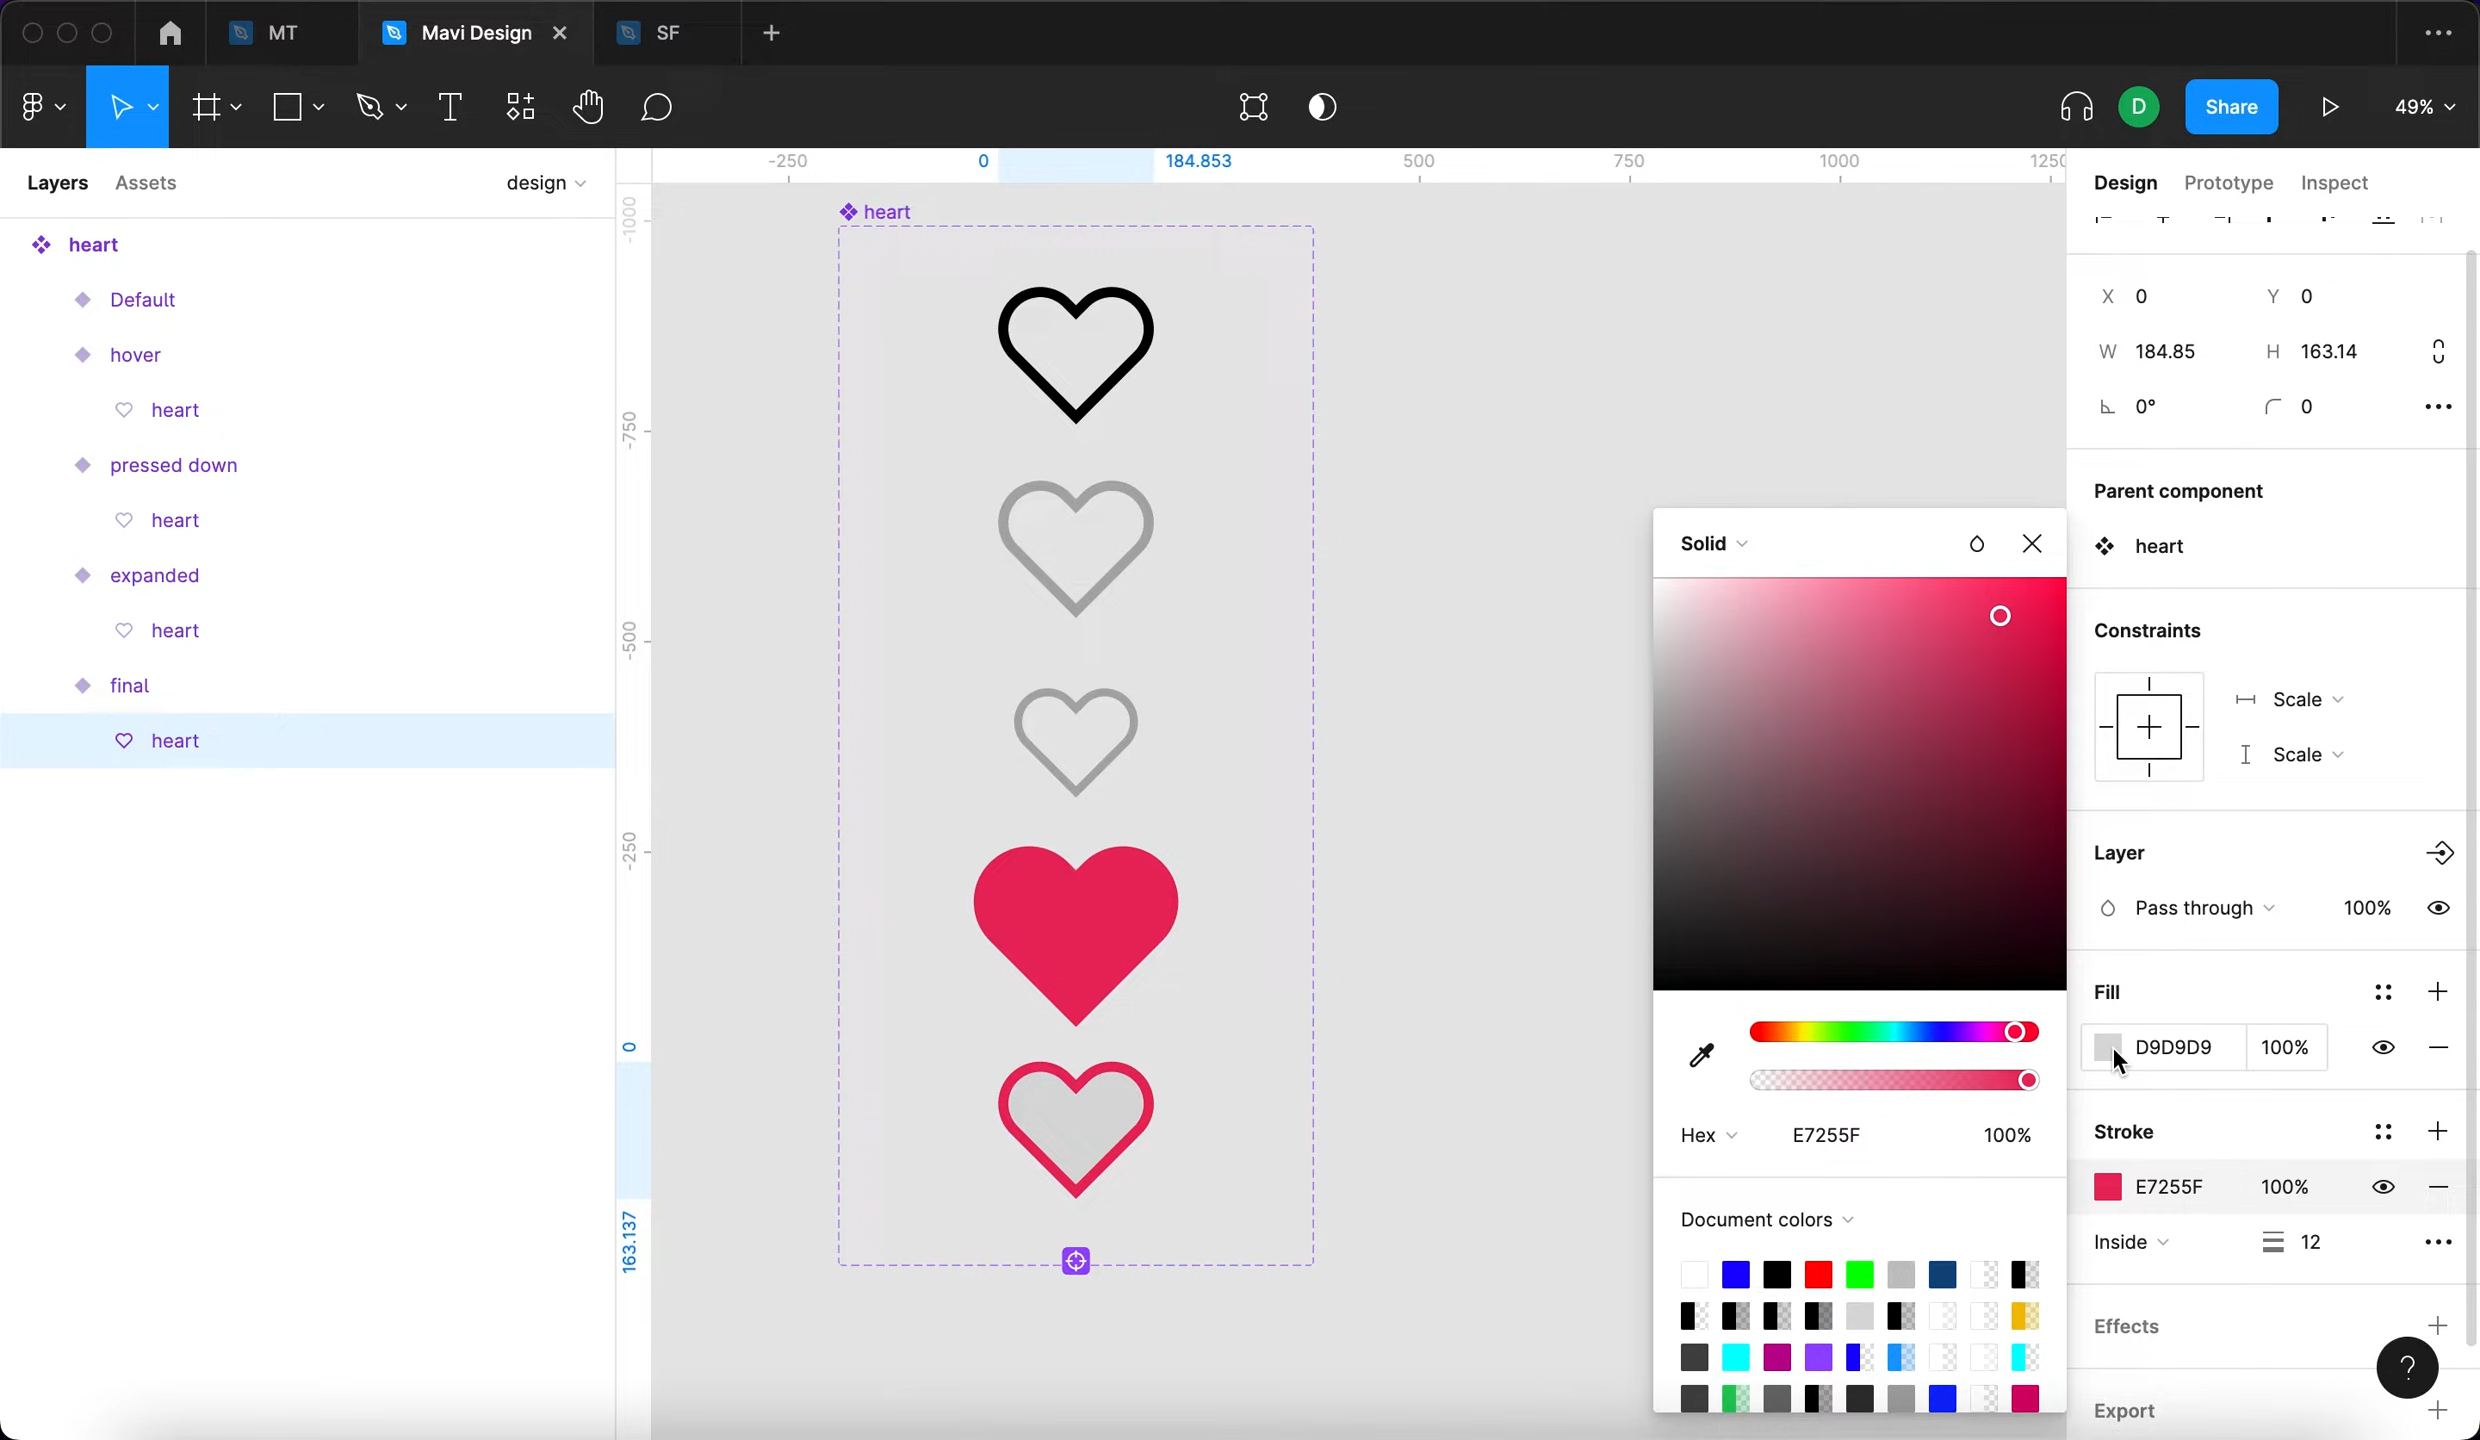 MT
Mavi Design
SF
Share
49%
Layers
Assets
design
-250
0
184.853
500
750
1000
1250
Design
Prototype
Inspect
heart
Default
hover
heart
pressed down
heart
expanded
heart
final
heart
-1000
-750
-500
-250
0
163.137
heart
Solid
Hex
E7255F
100%
Document colors
X 0
Y 0
W 184.85
H 163.14
0°
0
Parent component
heart
Constraints
Scale
Scale
Layer
Pass through
100%
Fill
D9D9D9
100%
Stroke
E7255F
100%
Inside
12
Effects
?
Export
D